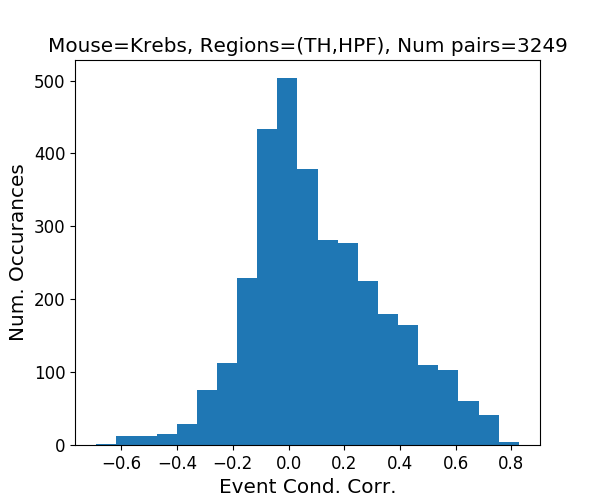 Mouse=Krebs, Regions=(TH,HPF), Num pairs=3249
500
400
300
200
100
0
Num. Occurances
−0.6 −0.4 −0.2 0.0 0.2 0.4 0.6 0.8
Event Cond. Corr.